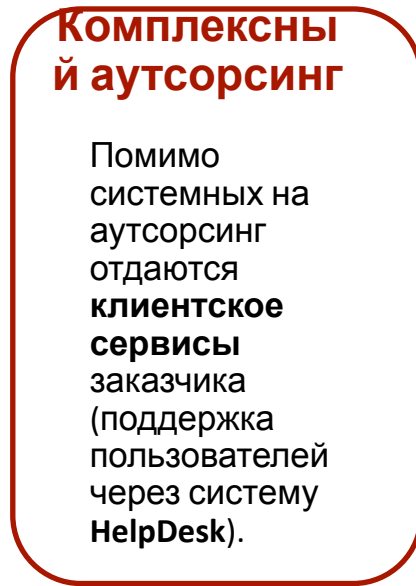 Комплексны
й аутсорсинг
Помимо
системных на
аутсорсинг
отдаются
клиентское
сервисы
заказчика
(поддержка
пользователей
через систему
HelpDesk).